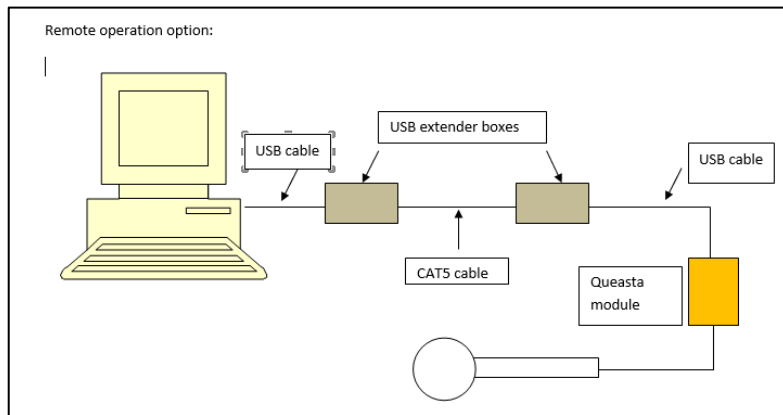 Remote operation option:
USB cable
USB extender boxes
USB cable
CAT5 cable
Queasta
module